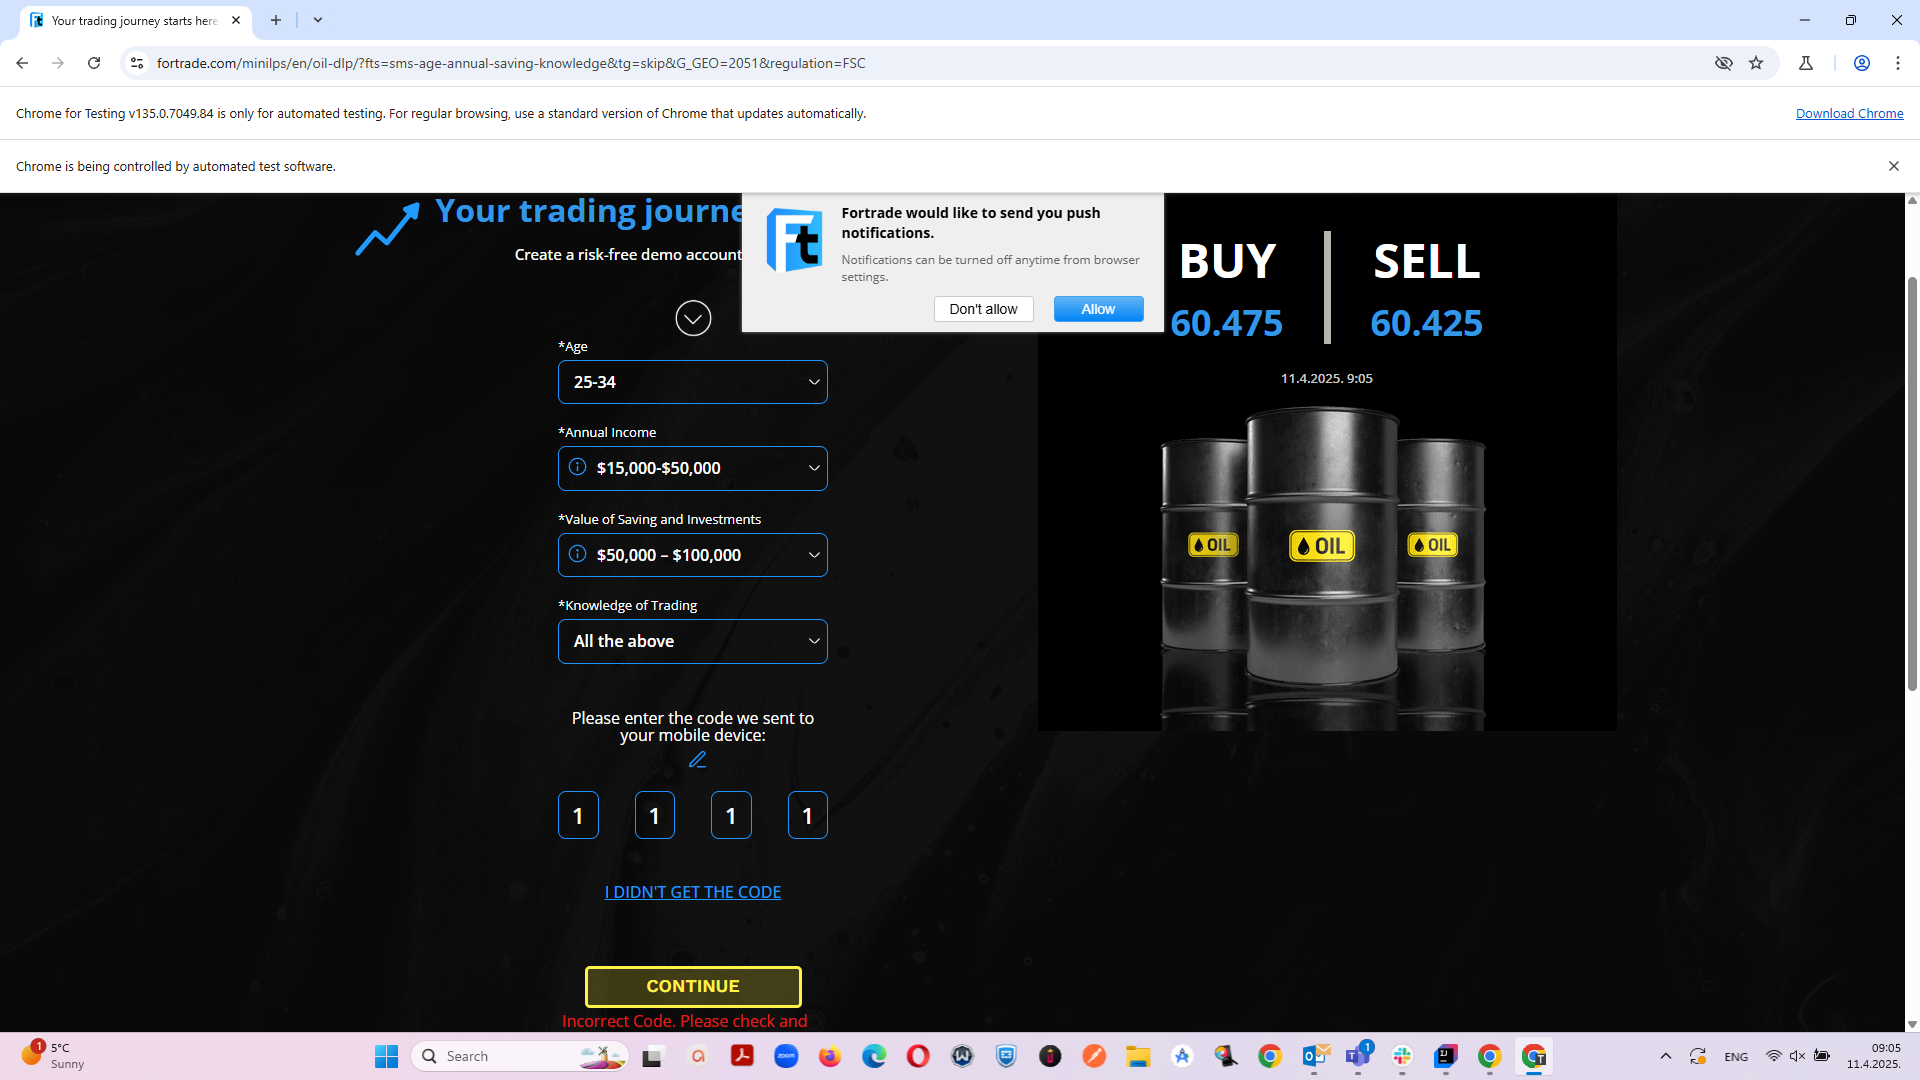 Your trading journey starts here
fortrade.com/minilps/en/oil-dlp/?fts=sms-age-annual-saving-knowledge&tg=skip&G_GEO=2051&regulation=FSC
Chrome for Testing v135.0.7049.84 is only for automated testing. For regular browsing, use a standard version of Chrome that updates automatically.
Download Chrome
Chrome is being controlled by automated test software.
Your trading journe
Create a risk-free demo account
Ft
Fortrade would like to send you push
notifications.
Notifications can be turned off anytime from browser
settings.
Don't allow
Allow
BUY
SELL
60.475
60.425
11.4.2025. 9:05
OIL
OIL
OIL
*Age
25-34
*Annual Income
$15,000-$50,000
*Value of Saving and Investments
$50,000 – $100,000
*Knowledge of Trading
All the above
Please enter the code we sent to
your mobile device:
1 1 1 1
I DIDN'T GET THE CODE
CONTINUE
Incorrect Code. Please check and
1
5°C
Sunny
Search
zoom
1
ENG
09:05
11.4.2025.